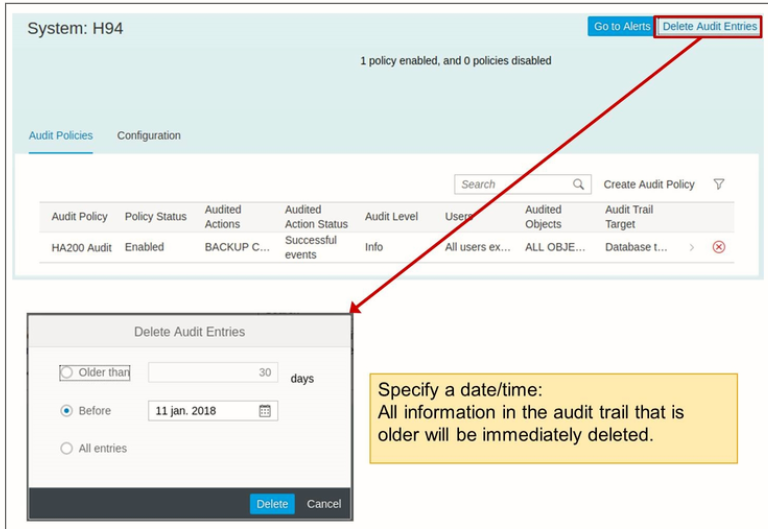 System: H94
Go to Alerts Delete Audit Entries
1 policy enabled, and 0 policies disabled
Audit Policies Configuration
Search Create Audit Policy
Audit Policy Policy Status Audited Actions Audited Action Status Audit Level Users Audited Objects Audit Trail Target
HA200 Audit Enabled BACKUP C... Successful events Info All users ex... ALL OBJE... Database t...
Delete Audit Entries
Older than 30 days
Before 11 jan. 2018
All entries
Delete Cancel
Specify a date/time:
All information in the audit trail that is
older will be immediately deleted.